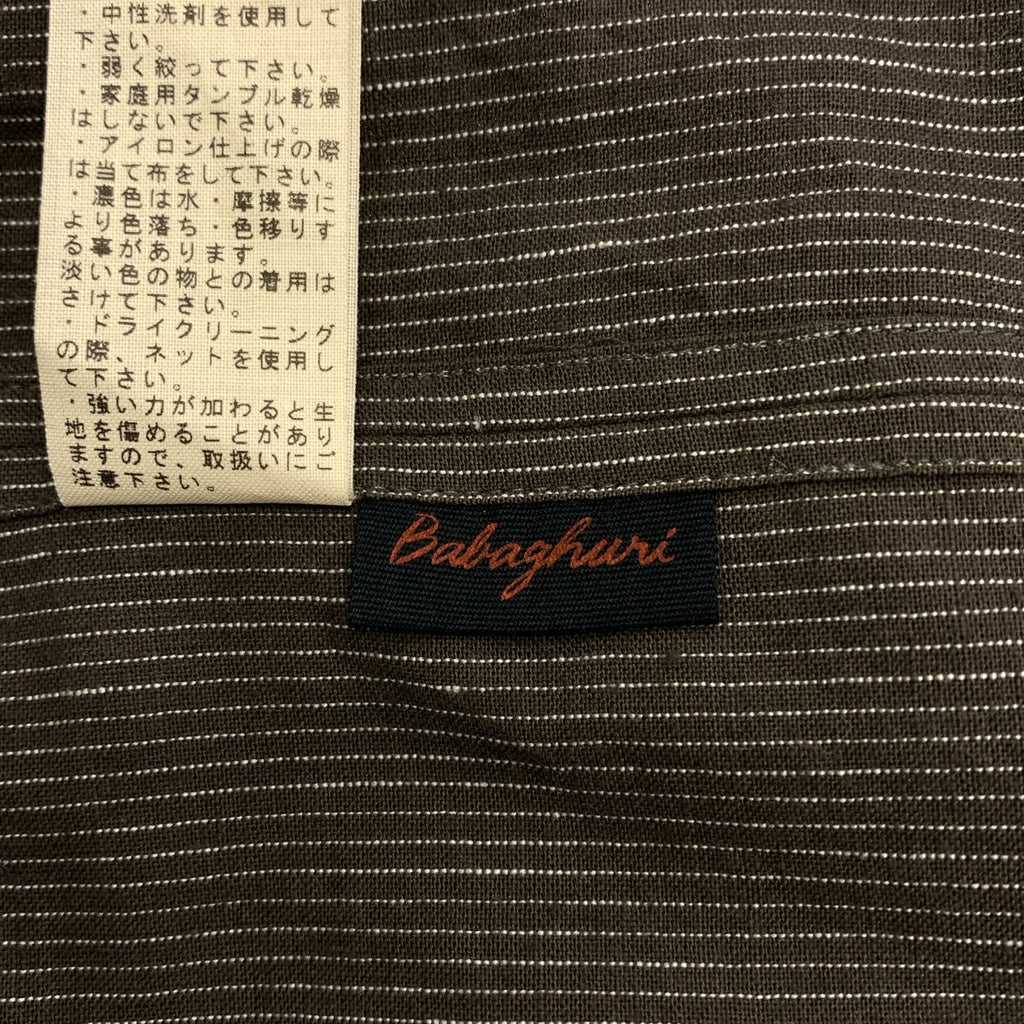 ・中性洗剤を使用して
下さい。
・弱く絞って下さい。
・家庭用タンブル乾燥
はしないで下さい。
・アイロン仕上げの際
は当て布をして下さい。
・濃色は水・摩擦等に
より色落ち・色移りす
る事があります。
淡い色の物との着用は
さけて下さい。
・ドライクリーニング
の際、ネットを使用し
て下さい。
・強い力が加わると生
地を傷めることがあり
ますので、取扱いにご
注意下さい。
Babaghuri